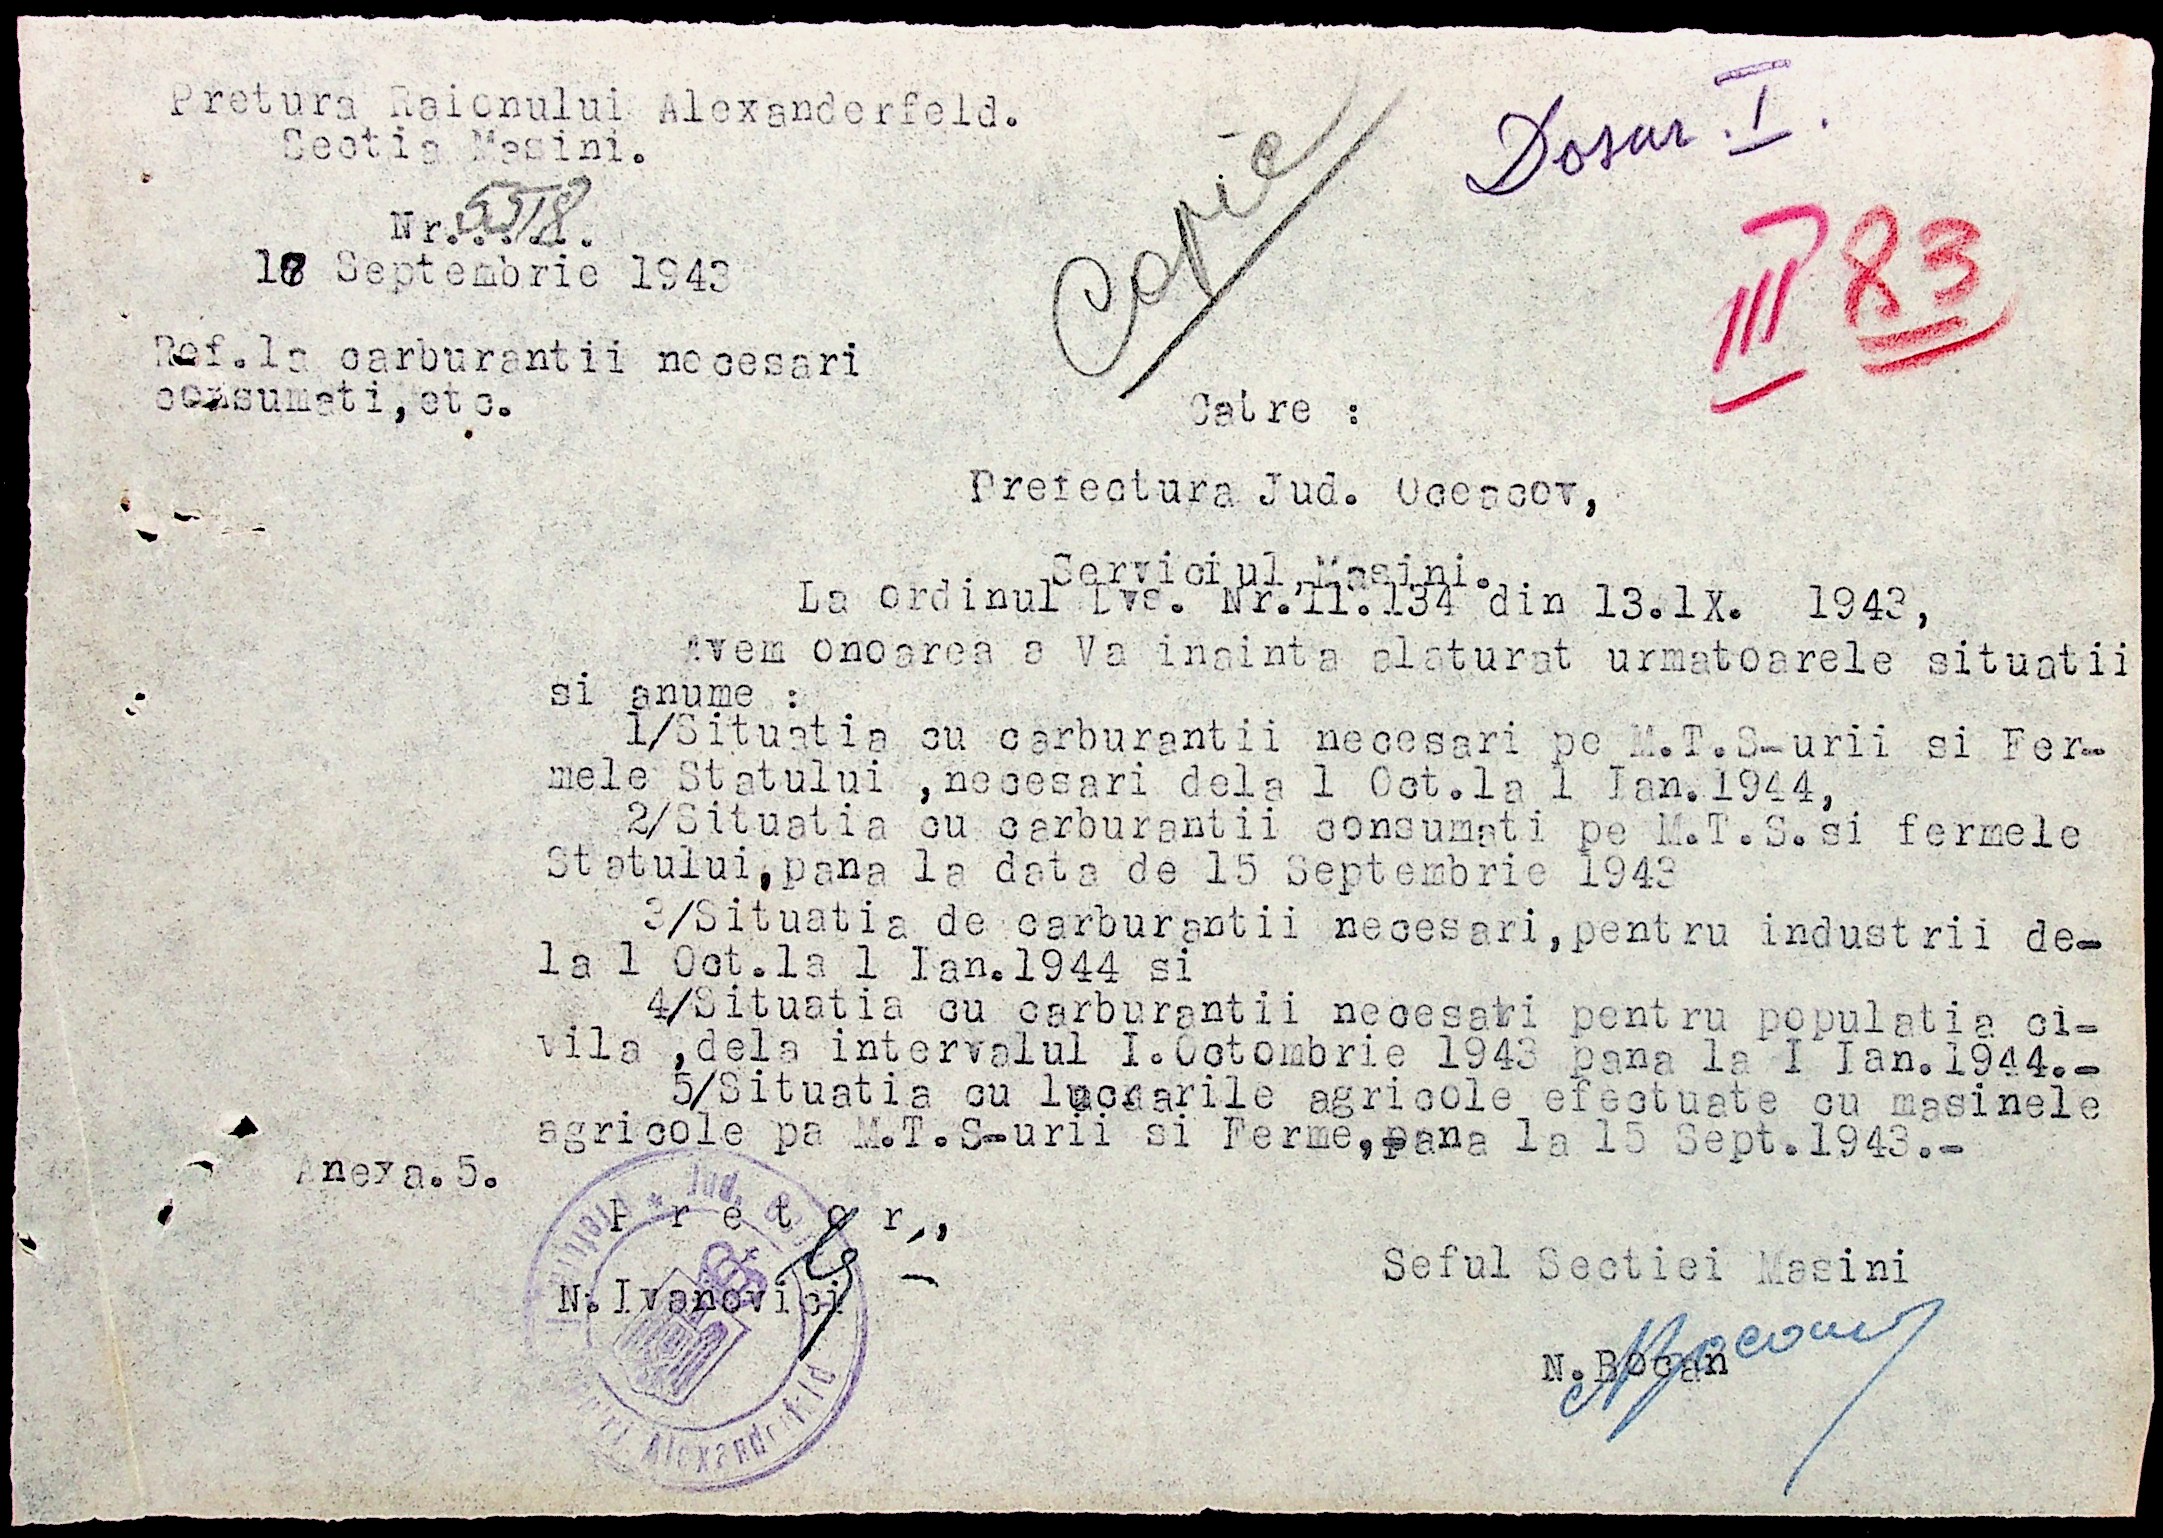 Pretura Raionului Alexanderfeld.
Sectia Masini.
Copie
Dosar I.
Nr.
III 83
18 Septembrie 1943
Ref.la carburantii necesari
consumati,etc.
Catre :
Prefectura Jud. Oceacov,
Serviciul Masini.
La ordinul Dvs. Nr.11.134 din 13.IX. 1943,
Avem onoarea a Va inainta alaturat urmatoarele situatii
si anume :
1/Situatia cu carburantii necesari pe M.T.S-urii si Fer-
mele Statului ,necesari dela 1 Oct.la 1 Ian.1944,
2/Situatia cu carburantii consumati pe M.T.S.si fermele
Statului,pana la data de 15 Septembrie 1943
3/Situatia de carburantii necesari,pentru industrii de-
la 1 Oct.la 1 Ian.1944 si
4/Situatia cu carburantii necesari pentru populatia ci-
vila ,dela intervalul I.Octombrie 1943 pana la I Ian.1944.-
5/Situatia cu lucrarile agricole efectuate cu masinele
agricole pa M.T.S-urii si Ferme,pana la 15 Sept.1943.-
Anexa.5.
P r e t o r ,
N.Ivanovici
Jud.
Alexandrfeld
Seful Sectiei Masini
N.Bocan